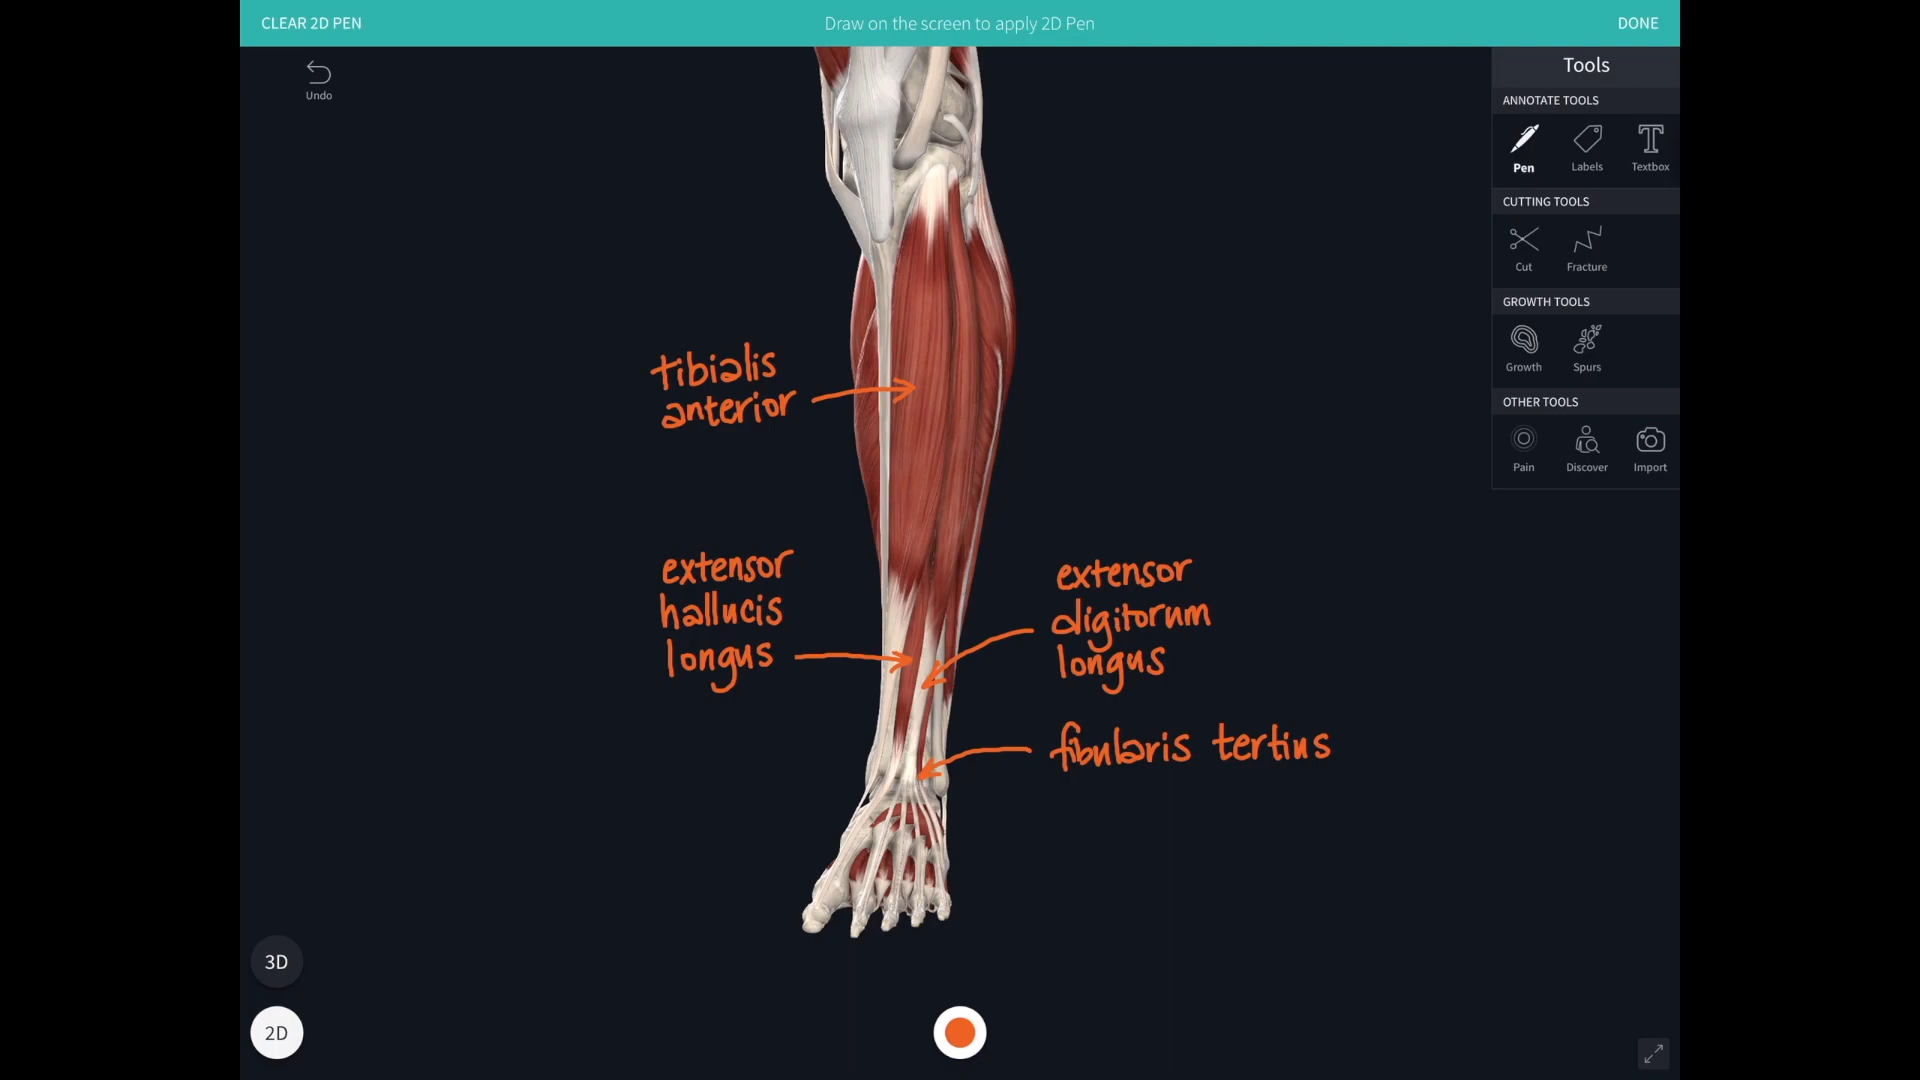 CLEAR 2D PEN
Draw on the screen to apply 2D Pen
DONE
Undo
Tools
ANNOTATE TOOLS
Pen
Labels
Textbox
CUTTING TOOLS
Cut
Fracture
GROWTH TOOLS
Growth
Spurs
OTHER TOOLS
Pain
Discover
Import
tibialis
anterior
extensor
hallucis
longus
extensor
digitorum
longus
fibularis tertius
3D
2D